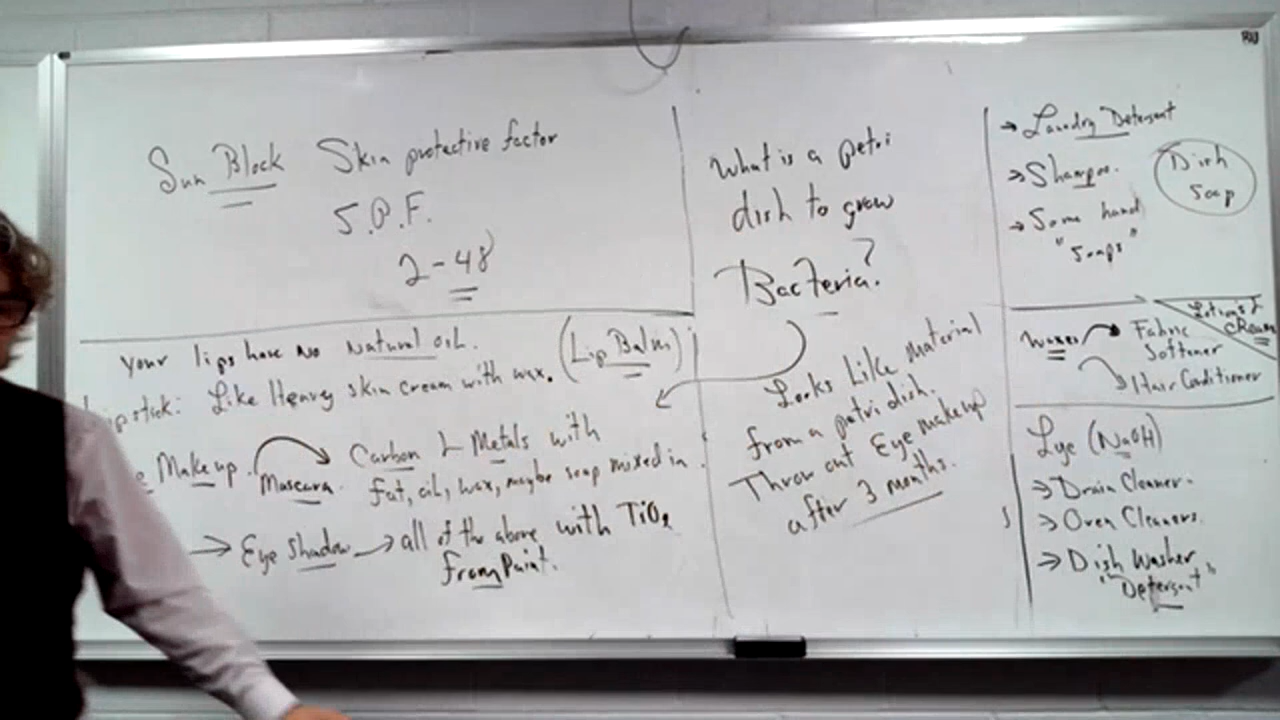 Sun Block Skin protective factor
S.P.F.
2-48
Your lips have no Natural oil. (Lip Balm)
Lipstick: Like Heavy skin cream with wax.
Make up. Mascara. Carbon & Metals with
fat, oil, wax, maybe soap mixed in.
→ Eye Shadow → all of the above with TiO2
from Paint.
What is a petri
dish to grow
Bacteria?
Looks Like material
from a petri dish.
Throw out Eye makeup
after 3 months.
→ Laundry Detergent
→ Shampoo.
→ Some hand
"Soaps"
Dish
Soap
Waxes → Fabric
Softener
→ Hair Conditioner
Lotions &
Cream
Lye (NaOH)
→ Drain Cleaner.
→ Oven Cleaners.
→ Dish Washer
"Detergent"